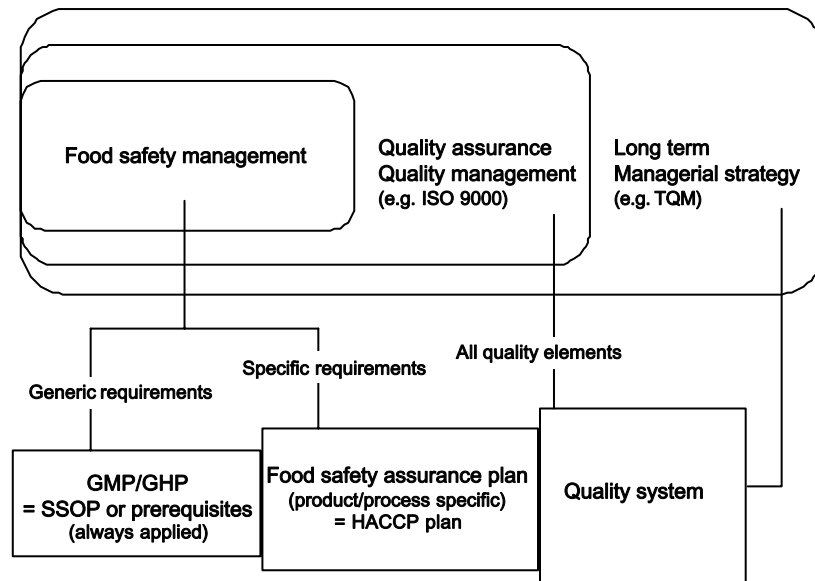 Food safety management
Quality assurance
Quality management
(e.g. ISO 9000)
Long term
Managerial strategy
(e.g. TQM)
Generic requirements
Specific requirements
All quality elements
GMP/GHP
= SSOP or prerequisites
(always applied)
Food safety assurance plan
(product/process specific)
= HACCP plan
Quality system